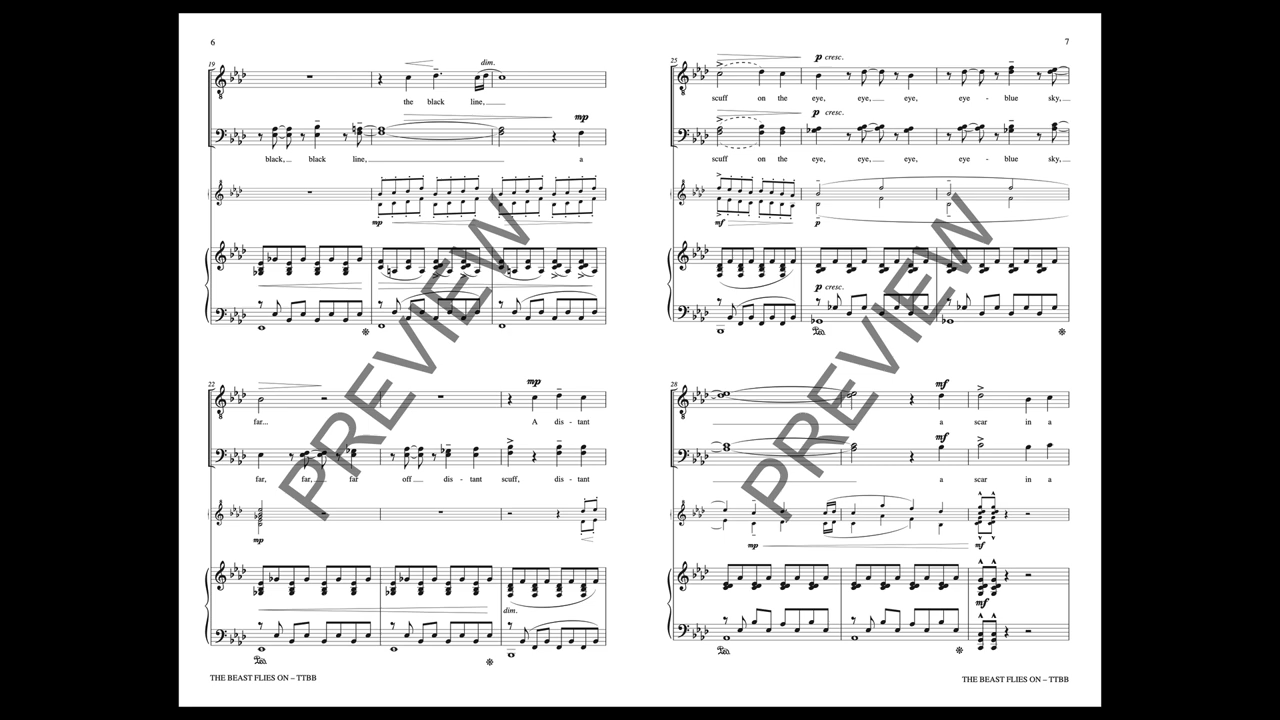 6
19
dim.
the black line,
mp
black, black line, a
mp
22
mp
far... A dis - tant
far, far, far off dis - tant scuff, dis - tant
mp
dim.
THE BEAST FLIES ON – TTBB
7
25
p cresc.
scuff on the eye, eye, eye - blue sky,
p cresc.
scuff on the eye, eye, eye - blue sky,
mf
p
p cresc.
28
mf
a scar in a
mf
a scar in a
mp
mf
mf
THE BEAST FLIES ON – TTBB
PREVIEW
PREVIEW